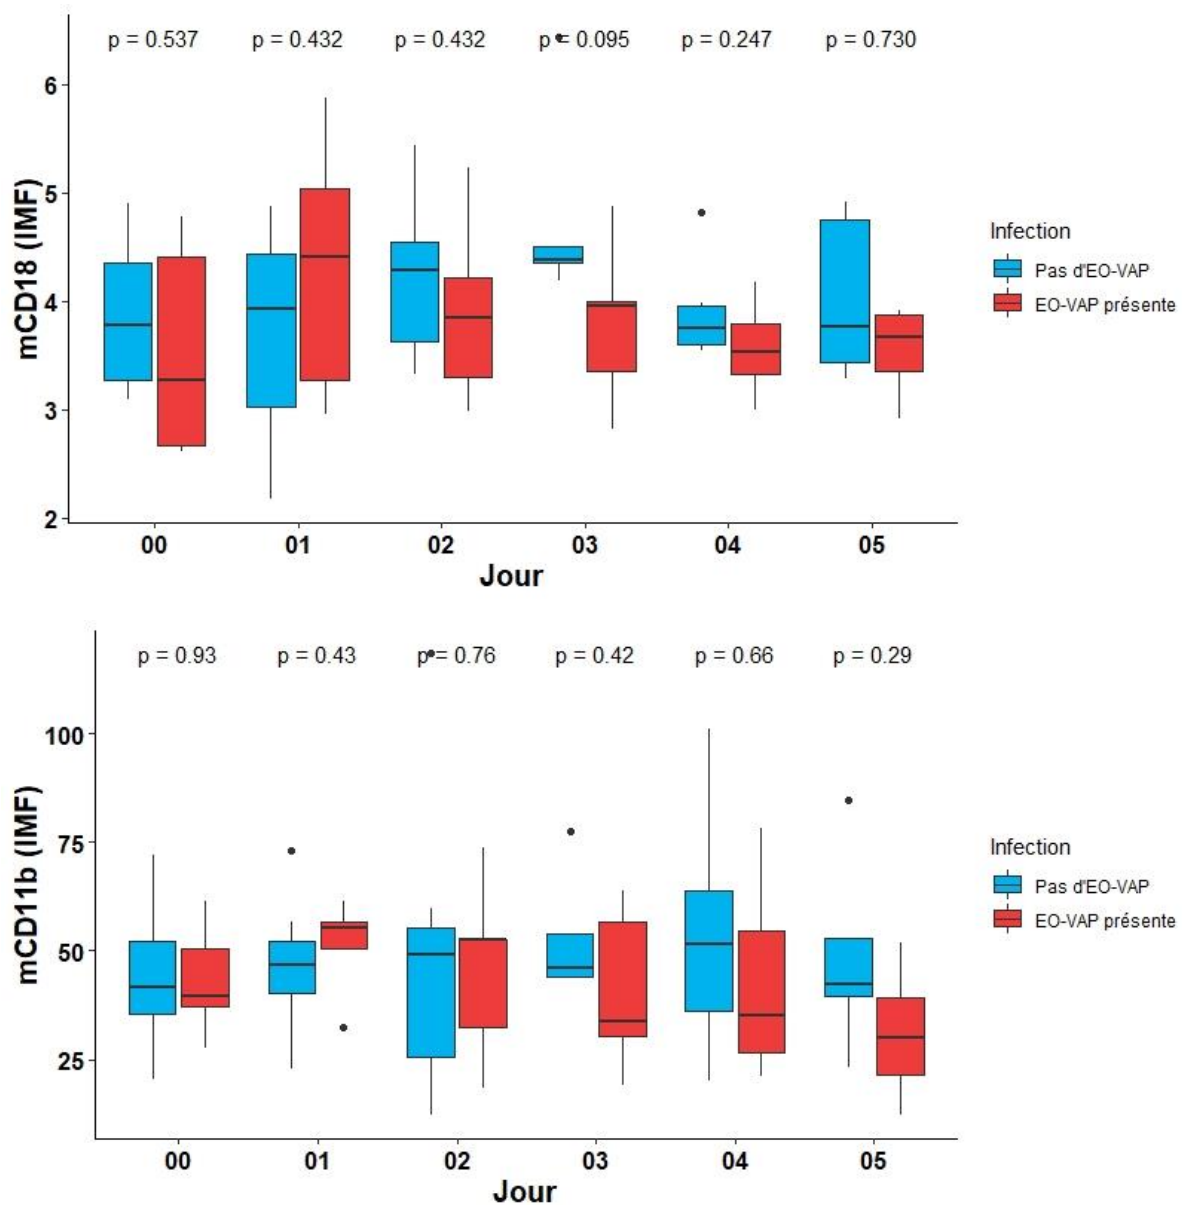 p = 0.537 p = 0.432 p = 0.432 p = 0.095 p = 0.247 p = 0.730
6
5
4
3
2
mCD18 (IMF)
00 01 02 03 04 05
Jour
Infection
Pas d'EO-VAP
EO-VAP présente
p = 0.93 p = 0.43 p = 0.76 p = 0.42 p = 0.66 p = 0.29
100
75
50
25
mCD11b (IMF)
00 01 02 03 04 05
Jour
Infection
Pas d'EO-VAP
EO-VAP présente